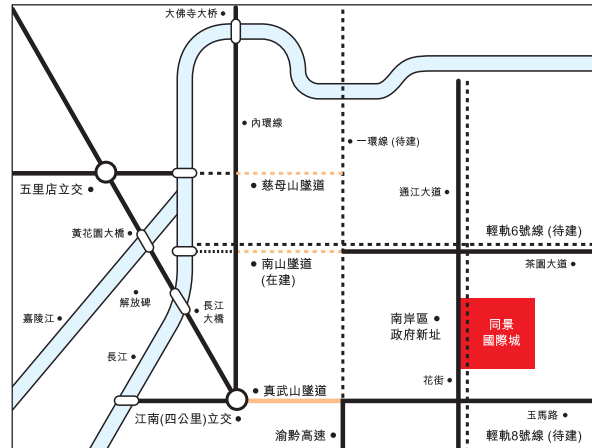 大佛寺大桥
內環線
一環線 (待建)
五里店立交
慈母山墜道
通江大道
黃花園大橋
輕軌6號線 (待建)
南山墜道
(在建)
茶園大道
解放碑
嘉陵江
長江
大橋
南岸區
政府新址
同景
國際城
長江
花街
真武山墜道
江南(四公里)立交
玉馬路
渝黔高速
輕軌8號線 (待建)